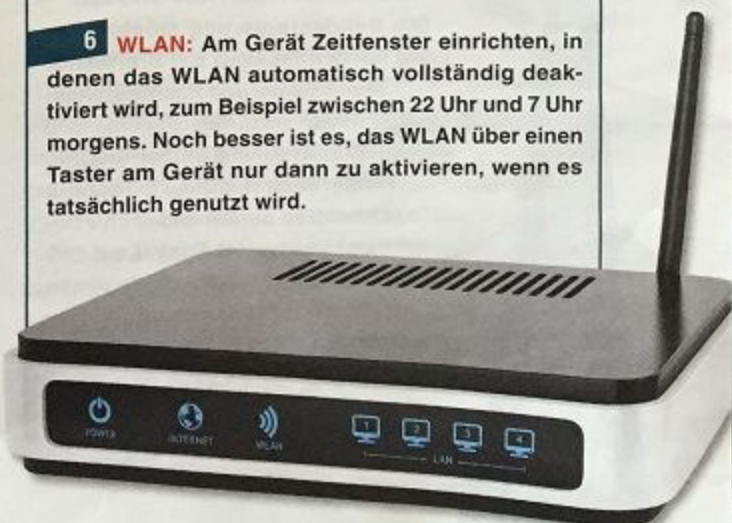 6 WLAN: Am Gerät Zeitfenster einrichten, in
denen das WLAN automatisch vollständig deak-
tiviert wird, zum Beispiel zwischen 22 Uhr und 7 Uhr
morgens. Noch besser ist es, das WLAN über einen
Taster am Gerät nur dann zu aktivieren, wenn es
tatsächlich genutzt wird.
1 2 3 4
POWER INTERNET WLAN
LAN